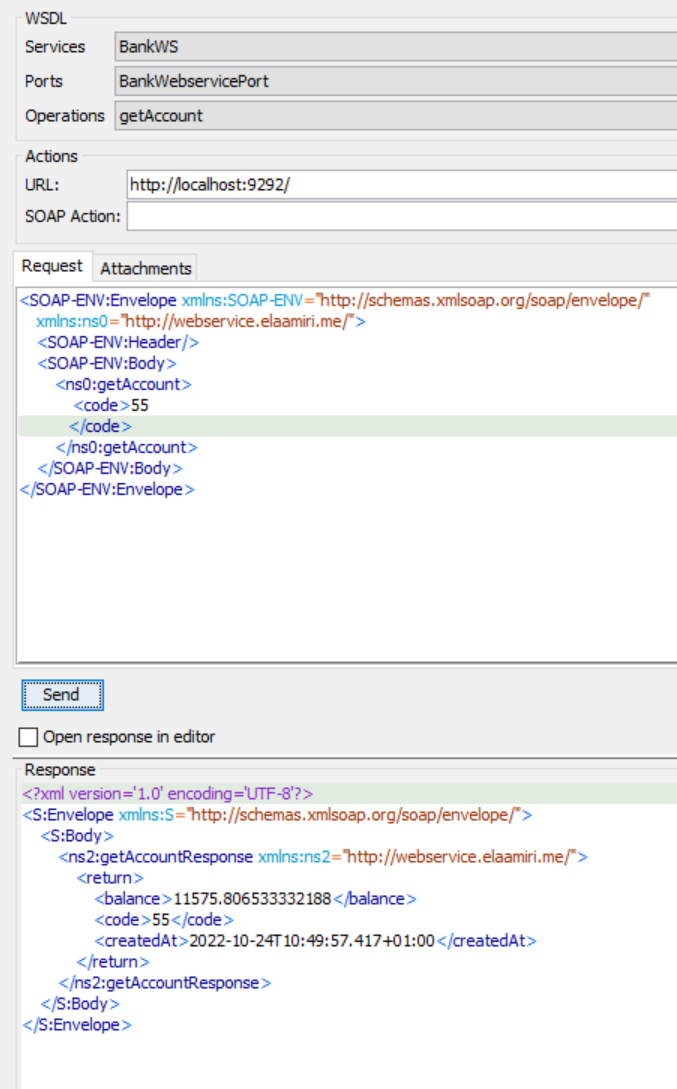 WSDL
Services BankWS
Ports BankWebservicePort
Operations getAccount
Actions
URL: http://localhost:9292/
SOAP Action:
Request Attachments
<SOAP-ENV:Envelope xmlns:SOAP-ENV="http://schemas.xmlsoap.org/soap/envelope/"
xmlns:ns0="http://webservice.elaamiri.me/">
<SOAP-ENV:Header/>
<SOAP-ENV:Body>
<ns0:getAccount>
<code>55
</code>
</ns0:getAccount>
</SOAP-ENV:Body>
</SOAP-ENV:Envelope>
Send
Open response in editor
Response
<?xml version='1.0' encoding='UTF-8'?>
<S:Envelope xmlns:S="http://schemas.xmlsoap.org/soap/envelope/">
<S:Body>
<ns2:getAccountResponse xmlns:ns2="http://webservice.elaamiri.me/">
<return>
<balance>11575.806533332188</balance>
<code>55</code>
<createdAt>2022-10-24T10:49:57.417+01:00</createdAt>
</return>
</ns2:getAccountResponse>
</S:Body>
</S:Envelope>